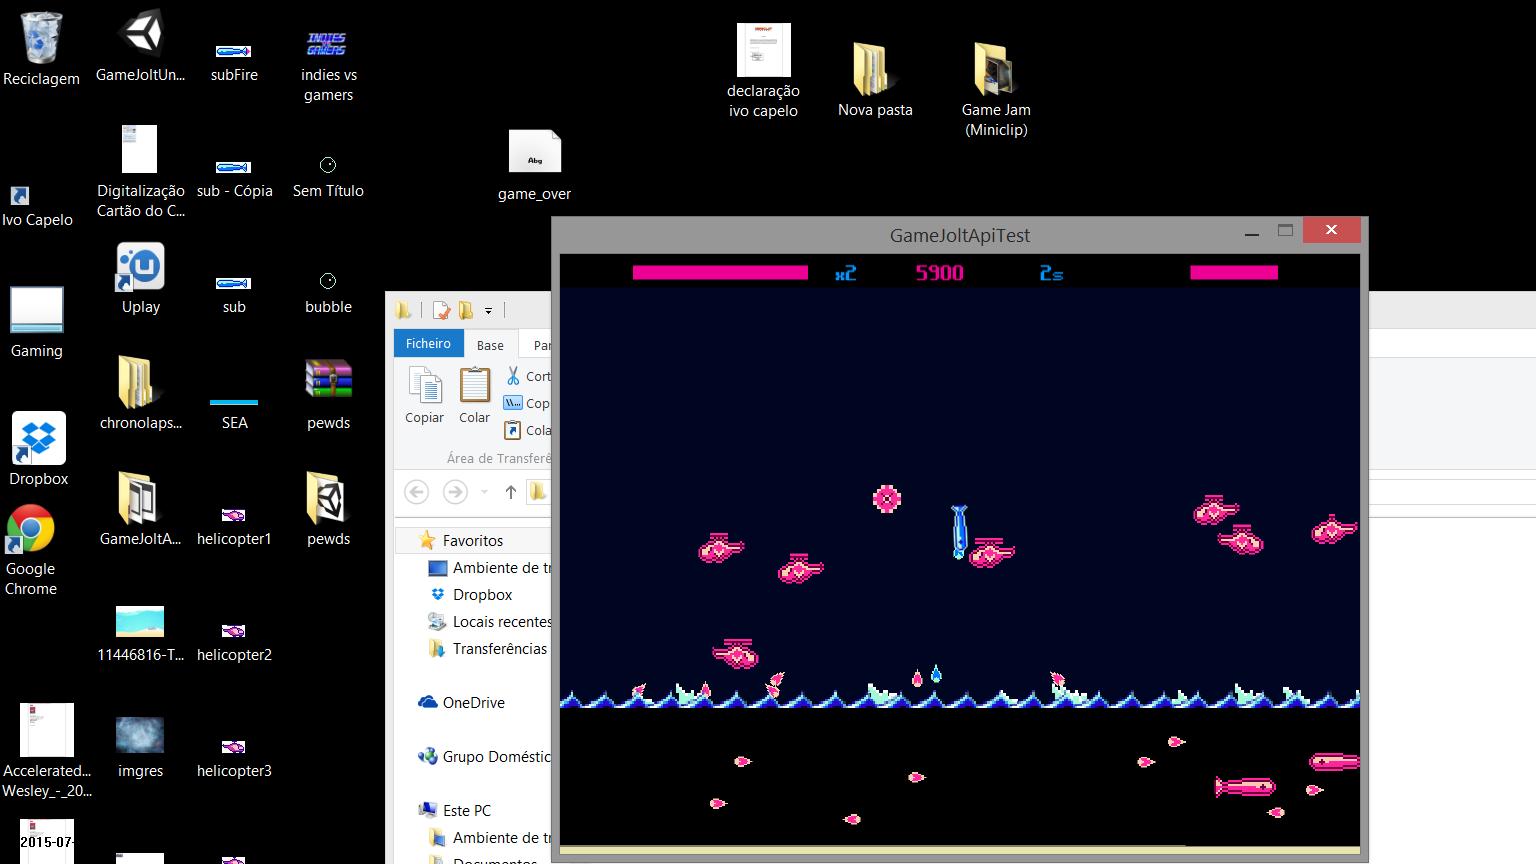 Reciclagem
GameJoltUn...
subFire
indies vs
gamers
INDIES
VS
GAMERS
declaração
ivo capelo
Nova pasta
Game Jam
(Miniclip)
Ivo Capelo
Digitalização
Cartão do C...
sub - Cópia
Sem Título
Abg
game_over
Gaming
Uplay
sub
bubble
Dropbox
chronolaps...
SEA
pewds
Google
Chrome
GameJoltA...
helicopter1
pewds
11446816-T...
helicopter2
Accelerated...
Wesley_-_20...
imgres
helicopter3
2015-07-
GameJoltApiTest
x2
5900
2s
Ficheiro
Base
Par
Copiar
Colar
Cort
Cop
Cola
Área de Transferê
Favoritos
Ambiente de tr
Dropbox
Locais recentes
Transferências
OneDrive
Grupo Doméstic
Este PC
Ambiente de tr
Documentos